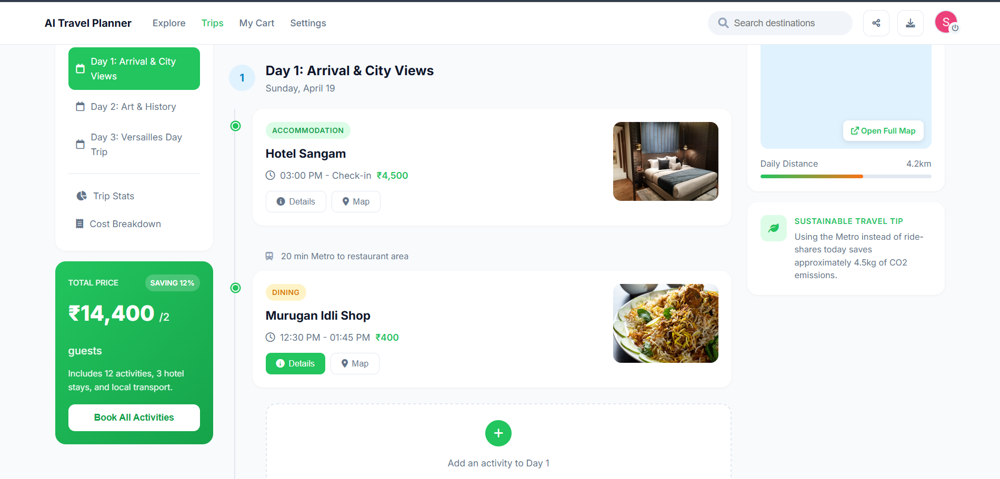 AI Travel Planner
Explore
Trips
My Cart
Settings
Search destinations
S
Day 1: Arrival & City
Views
Day 2: Art & History
Day 3: Versailles Day
Trip
Trip Stats
Cost Breakdown
TOTAL PRICE
SAVING 12%
₹14,400 /2
guests
Includes 12 activities, 3 hotel
stays, and local transport.
Book All Activities
1
Day 1: Arrival & City Views
Sunday, April 19
ACCOMMODATION
Hotel Sangam
03:00 PM - Check-in ₹4,500
Details
Map
20 min Metro to restaurant area
DINING
Murugan Idli Shop
12:30 PM - 01:45 PM ₹400
Details
Map
Add an activity to Day 1
Open Full Map
Daily Distance
4.2km
SUSTAINABLE TRAVEL TIP
Using the Metro instead of ride-
shares today saves
approximately 4.5kg of CO2
emissions.